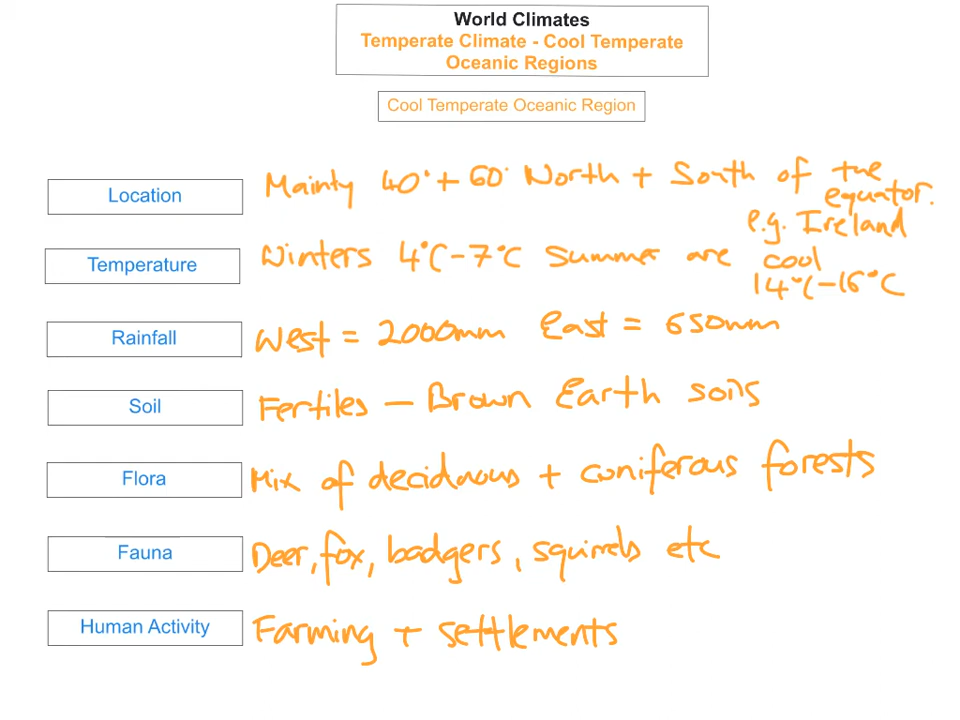 World Climates
Temperate Climate - Cool Temperate
Oceanic Regions
Cool Temperate Oceanic Region
Location
Mainly 40°+ 60° North + South of the
equator.
e.g. Ireland
Temperature
Winters 4°C-7°C Summer are cool
14°C-16°C
Rainfall
West = 2000mm East = 650mm
Soil
Fertiles - Brown Earth soils
Flora
Mix of deciduous + coniferous forests
Fauna
Deer, fox, badgers, squirrels etc
Human Activity
Farming + settlements